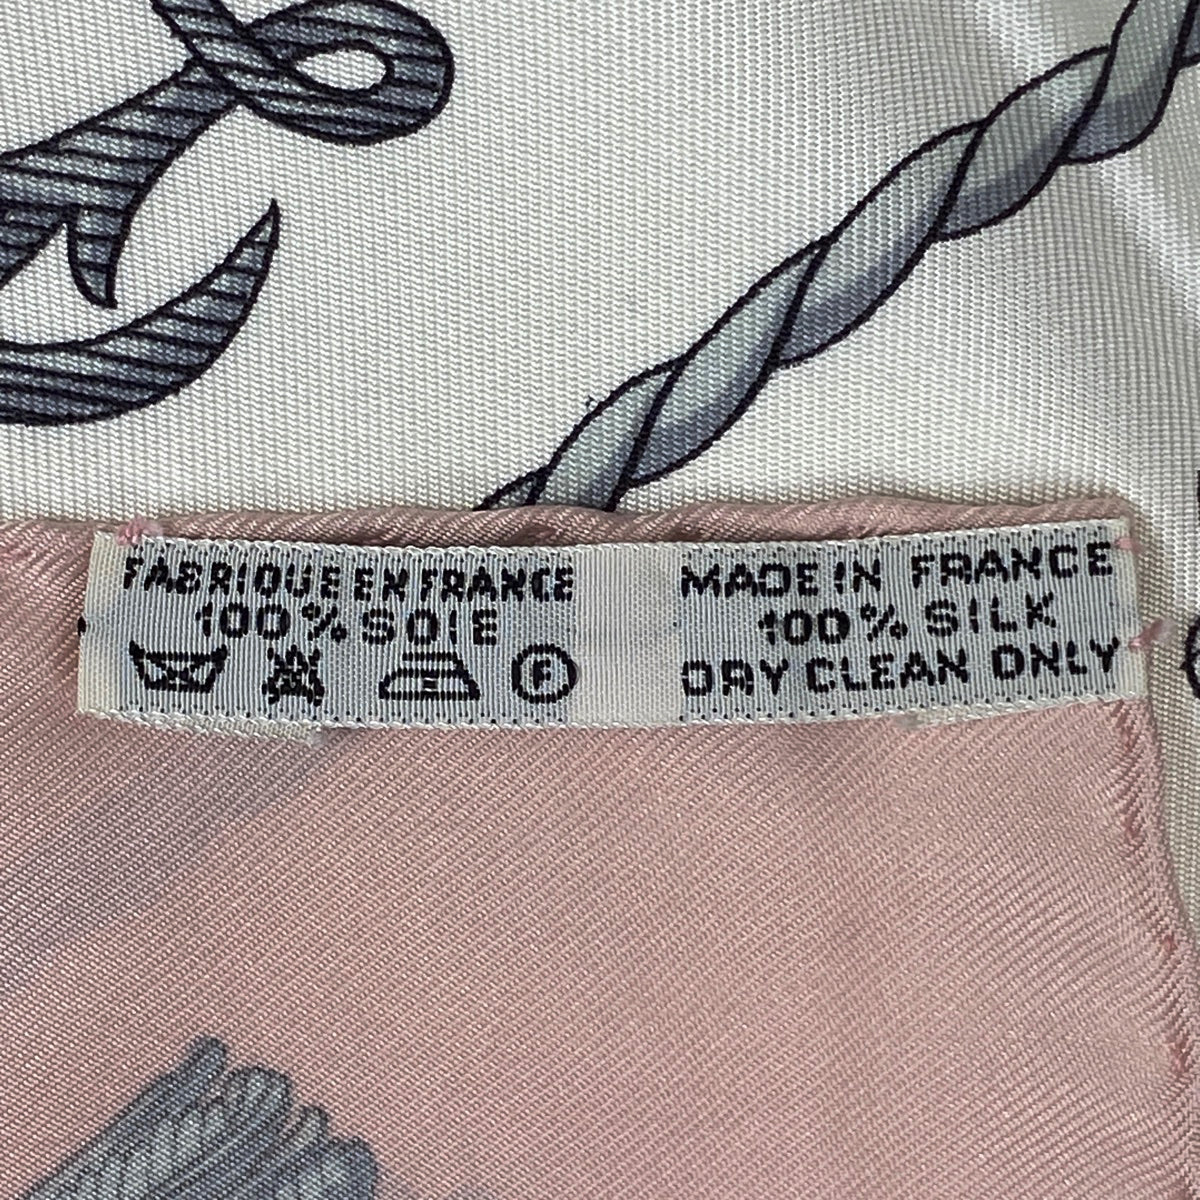 FABRIQUE EN FRANCE
100% SOIE
F
MADE IN FRANCE
100% SILK
DRY CLEAN ONLY